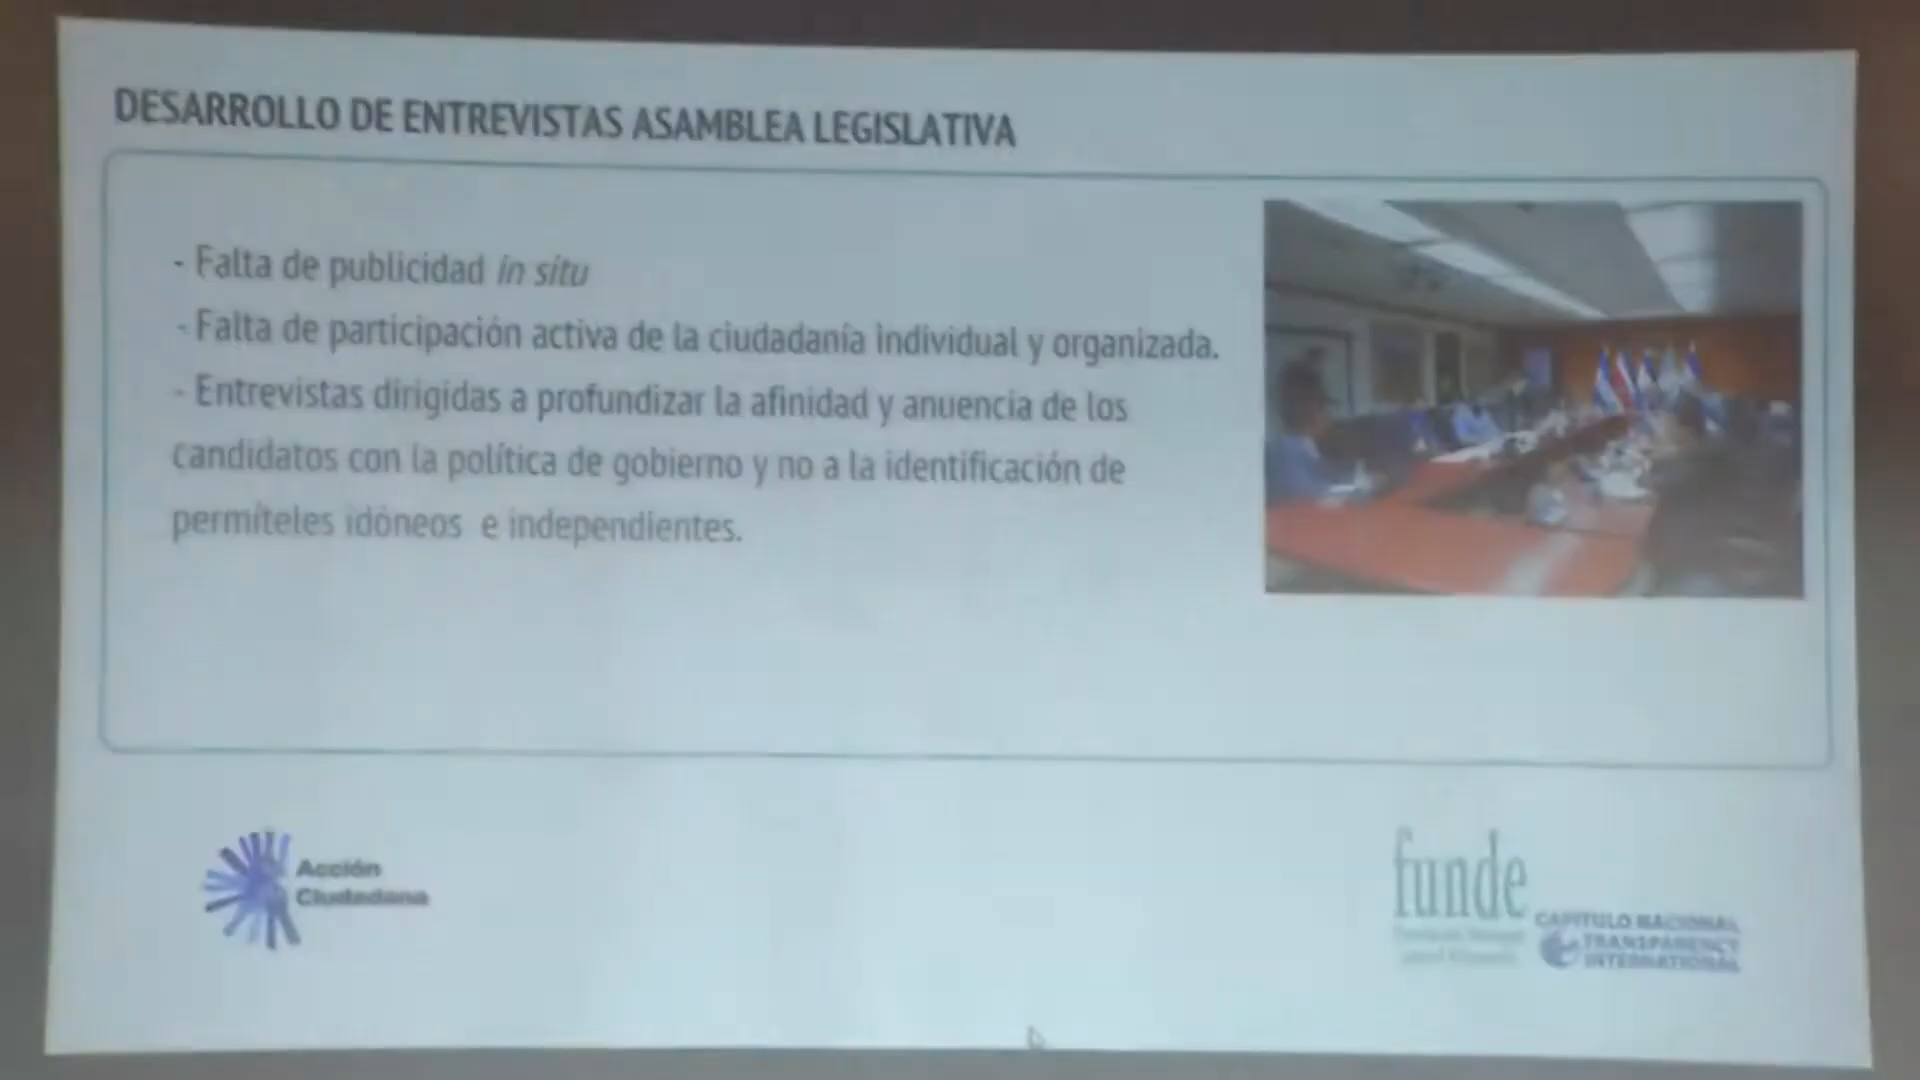 DESARROLLO DE ENTREVISTAS ASAMBLEA LEGISLATIVA
- Falta de publicidad in situ
- Falta de participación activa de la ciudadanía individual y organizada.
- Entrevistas dirigidas a profundizar la afinidad y anuencia de los
candidatos con la política de gobierno y no a la identificación de
permíteles idóneos e independientes.
Acción
Ciudadana
funde
CAPITULO NACIONAL
TRANSPARENCY
INTERNATIONAL